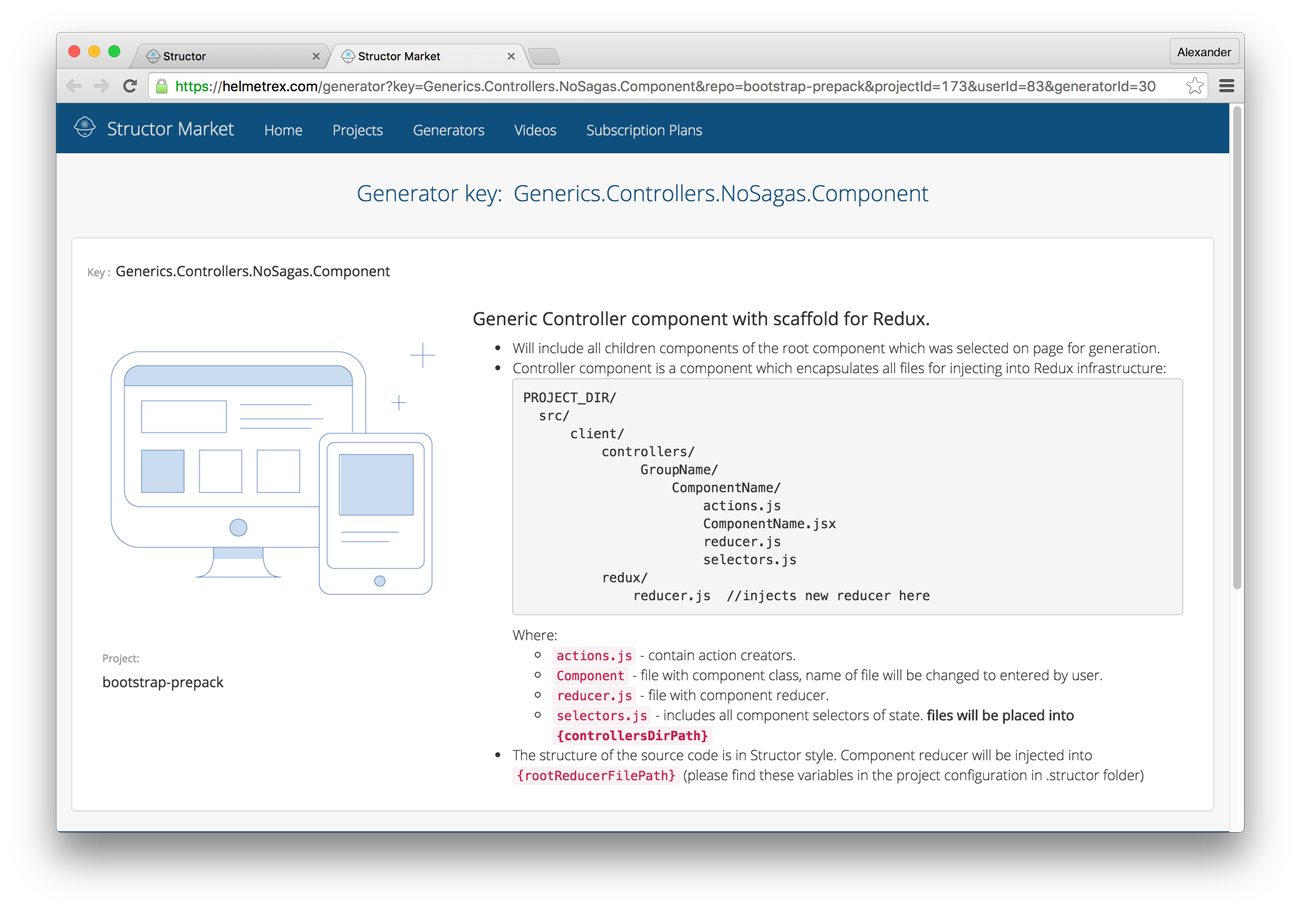 Structor
Structor Market
Alexander
https://helmetrex.com/generator?key=Generics.Controllers.NoSagas.Component&repo=bootstrap-prepack&projectId=173&userId=83&generatorId=30
Structor Market Home Projects Generators Videos Subscription Plans
Generator key: Generics.Controllers.NoSagas.Component
Key : Generics.Controllers.NoSagas.Component
Generic Controller component with scaffold for Redux.
Will include all children components of the root component which was selected on page for generation.
Controller component is a component which encapsulates all files for injecting into Redux infrastructure:
PROJECT_DIR/
src/
client/
controllers/
GroupName/
ComponentName/
actions.js
ComponentName.jsx
reducer.js
selectors.js
redux/
reducer.js //injects new reducer here
Where:
actions.js - contain action creators.
Component - file with component class, name of file will be changed to entered by user.
reducer.js - file with component reducer.
selectors.js - includes all component selectors of state. files will be placed into
{controllersDirPath}
The structure of the source code is in Structor style. Component reducer will be injected into
{rootReducerFilePath} (please find these variables in the project configuration in .structor folder)
Project:
bootstrap-prepack